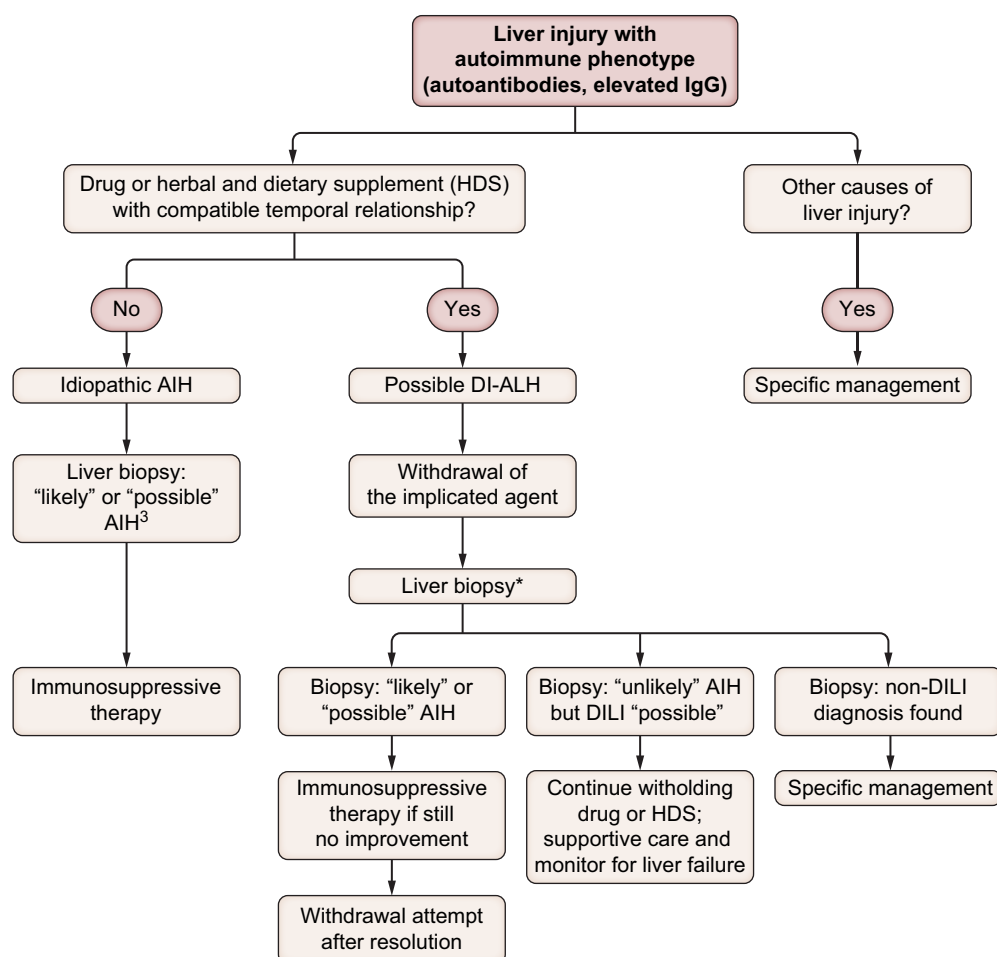 Liver injury with
autoimmune phenotype
(autoantibodies, elevated IgG)
Drug or herbal and dietary supplement (HDS)
with compatible temporal relationship?
Other causes of
liver injury?
No
Yes
Yes
Idiopathic AIH
Possible DI-ALH
Specific management
Liver biopsy:
“likely” or “possible”
AIH³
Withdrawal of
the implicated agent
Liver biopsy*
Immunosuppressive
therapy
Biopsy: “likely” or
“possible” AIH
Biopsy: “unlikely” AIH
but DILI “possible”
Biopsy: non-DILI
diagnosis found
Immunosuppressive
therapy if still
no improvement
Continue witholding
drug or HDS;
supportive care and
monitor for liver failure
Specific management
Withdrawal attempt
after resolution